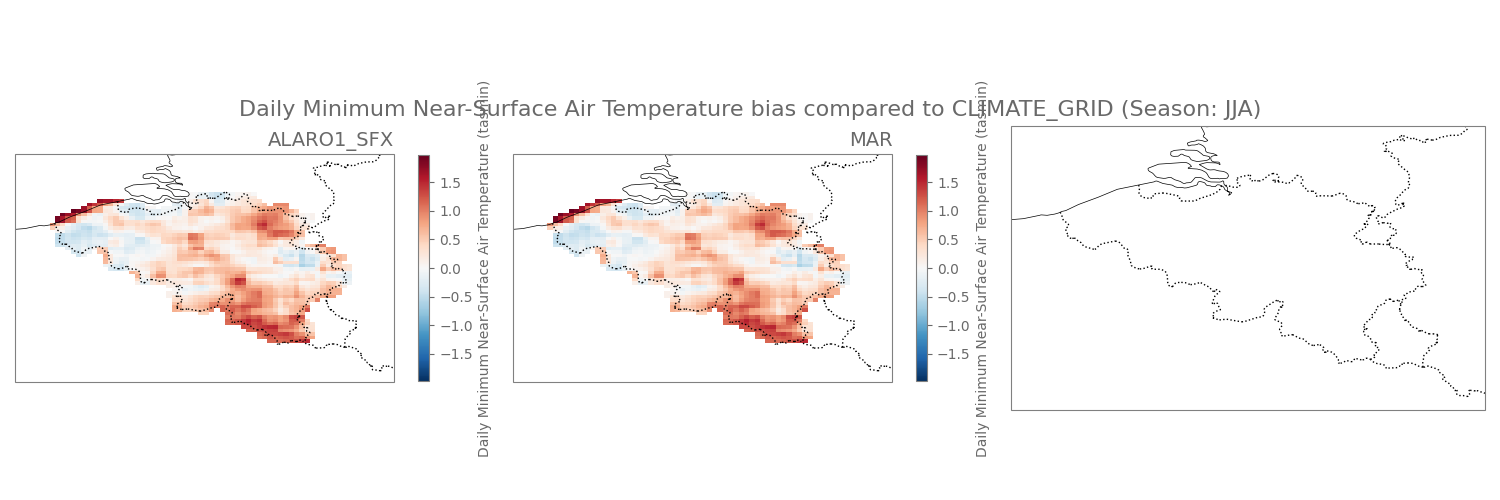 Daily Minimum Near-Surface Air Temperature bias compared to CLIMATE_GRID (Season: JJA)
ALARO1_SFX
1.5
1.0
0.5
0.0
−0.5
−1.0
−1.5
Daily Minimum Near-Surface Air Temperature (tasmin)
MAR
1.5
1.0
0.5
0.0
−0.5
−1.0
−1.5
Daily Minimum Near-Surface Air Temperature (tasmin)